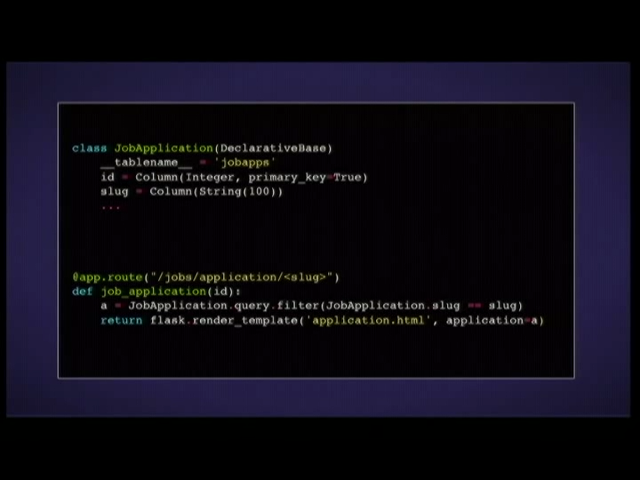 class JobApplication(DeclarativeBase)
__tablename__ = 'jobapps'
id = Column(Integer, primary_key=True)
slug = Column(String(100))
...
@app.route("/jobs/application/<slug>")
def job_application(id):
a = JobApplication.query.filter(JobApplication.slug == slug)
return flask.render_template('application.html', application=a)